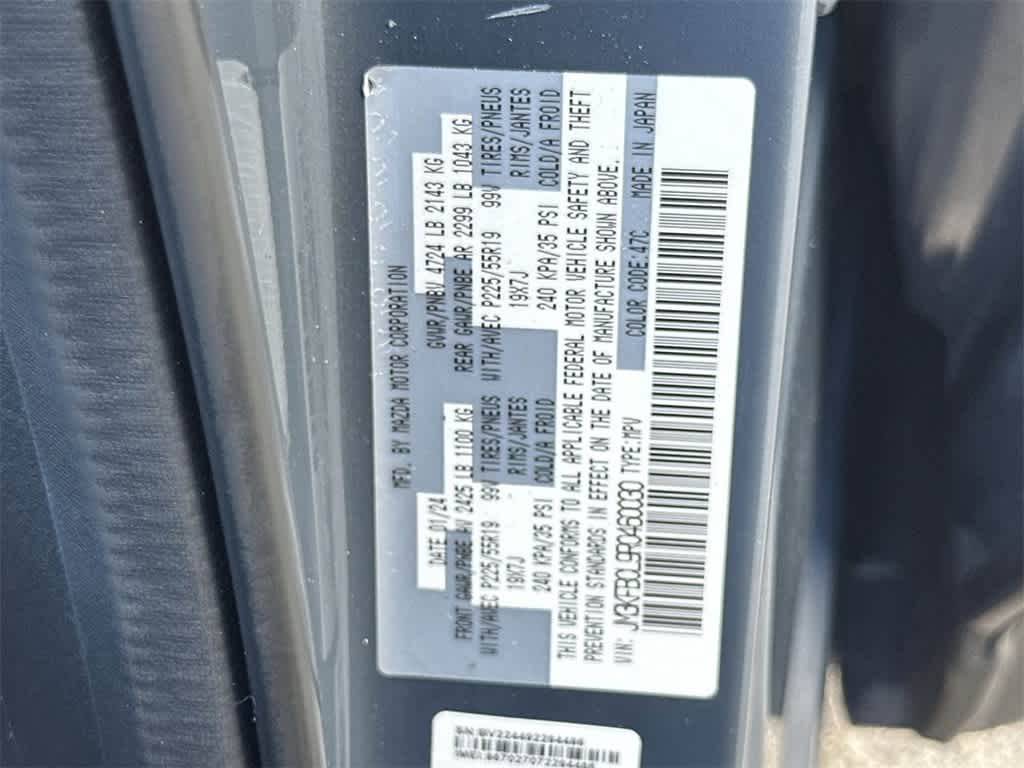 MFD. BY MAZDA MOTOR CORPORATION
DATE 01/24 GVWR/PNBV 4724 LB 2143 KG
FRONT GAWR/PNBE AV 2425 LB 1100 KG REAR GAWR/PNBE AR 2299 LB 1043 KG
WITH/AVEC P225/55R19 99V TIRES/PNEUS WITH/AVEC P225/55R19 99V TIRES/PNEUS
19X7J RIMS/JANTES 19X7J RIMS/JANTES
240 KPA/35 PSI COLD/A FROID 240 KPA/35 PSI COLD/A FROID
THIS VEHICLE CONFORMS TO ALL APPLICABLE FEDERAL MOTOR VEHICLE SAFETY AND THEFT
PREVENTION STANDARDS IN EFFECT ON THE DATE OF MANUFACTURE SHOWN ABOVE.
VIN: JM3KFBCL9R0460030 TYPE:MPV COLOR CODE:47C MADE IN JAPAN